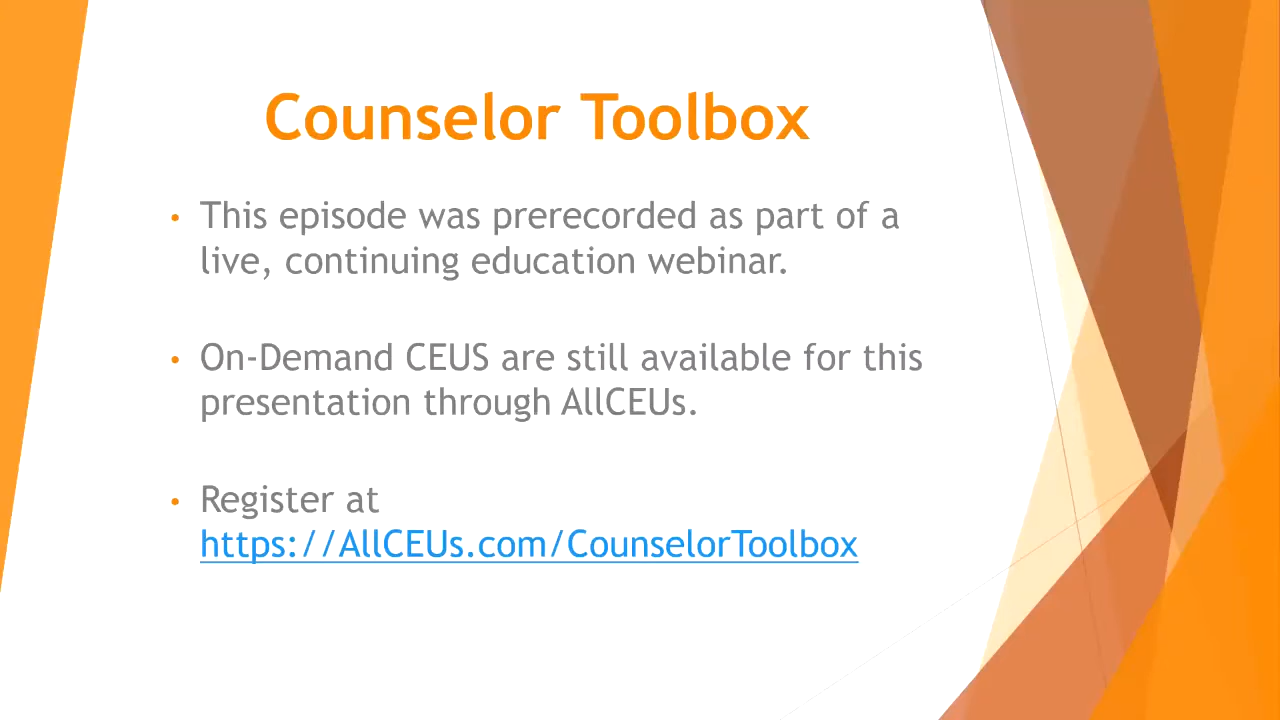 Counselor Toolbox
• This episode was prerecorded as part of a
live, continuing education webinar.
• On-Demand CEUS are still available for this
presentation through AllCEUs.
• Register at
https://AllCEUs.com/CounselorToolbox